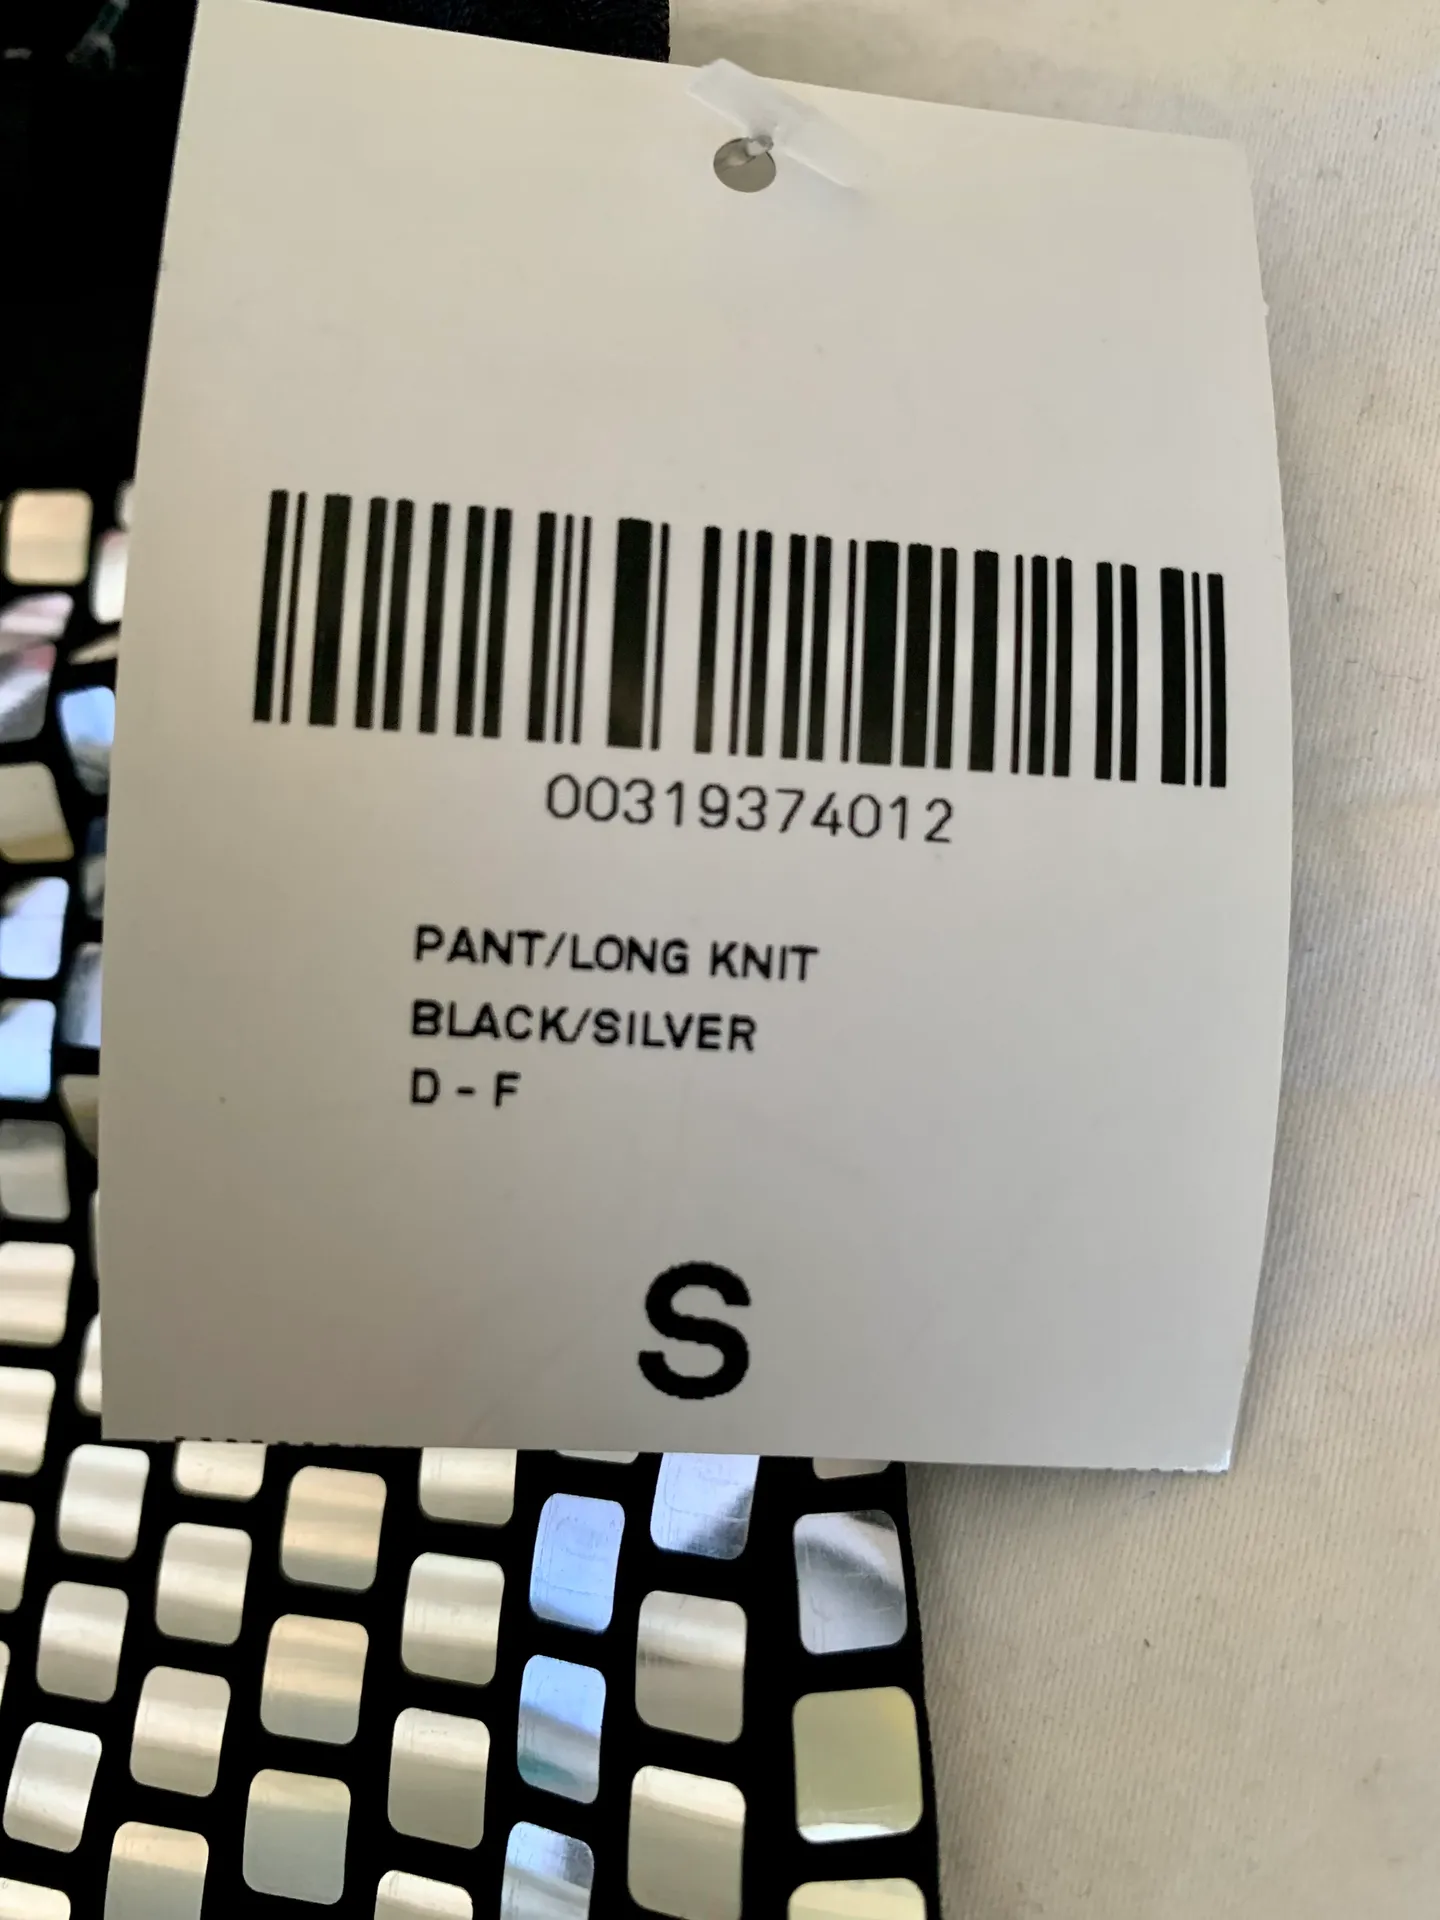 00319374012
PANT/LONG KNIT
BLACK/SILVER
D - F
S